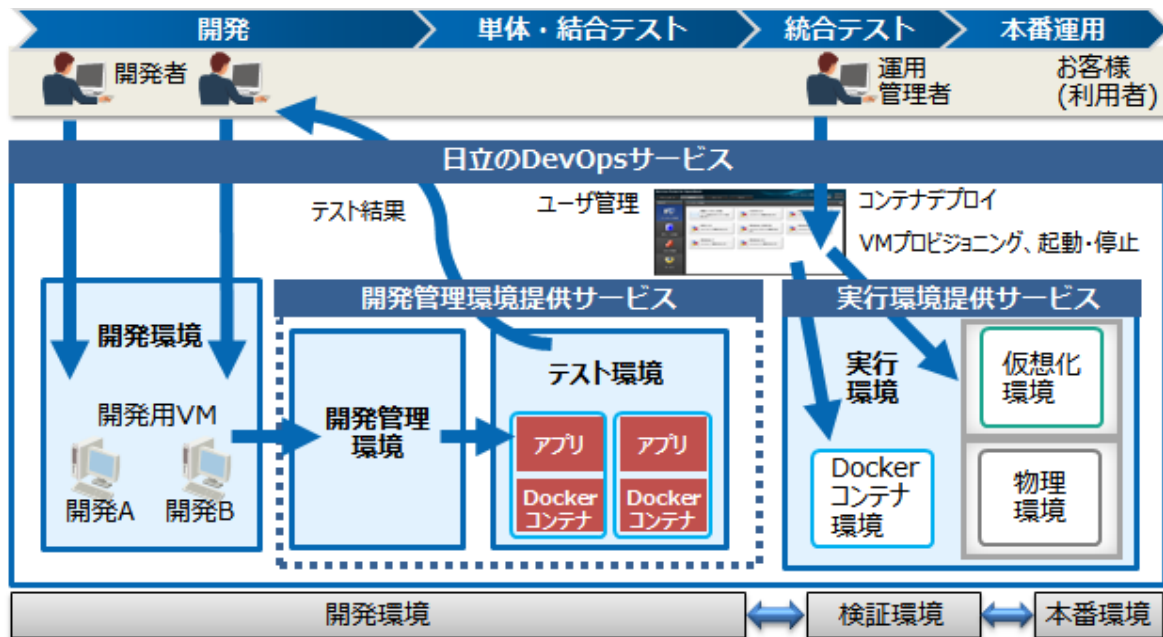 開発
単体・結合テスト
統合テスト
本番運用
開発者
運用
管理者
お客様
(利用者)
日立のDevOpsサービス
テスト結果
ユーザ管理
コンテナデプロイ
VMプロビジョニング、起動・停止
開発管理環境提供サービス
実行環境提供サービス
開発環境
開発用VM
開発A
開発B
開発管理
環境
テスト環境
アプリ
Docker
コンテナ
アプリ
Docker
コンテナ
実行
環境
Docker
コンテナ
環境
仮想化
環境
物理
環境
開発環境
検証環境
本番環境